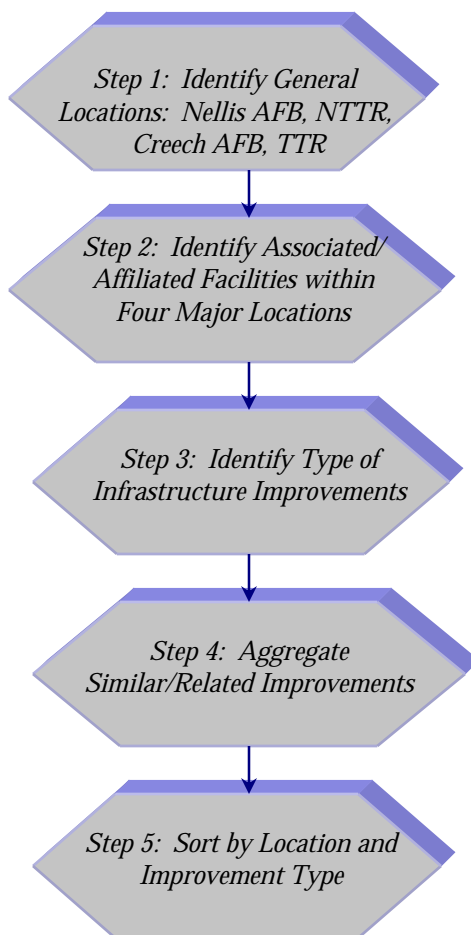 Step 1: Identify General
Locations: Nellis AFB, NTTR,
Creech AFB, TTR
Step 2: Identify Associated/
Affiliated Facilities within
Four Major Locations
Step 3: Identify Type of
Infrastructure Improvements
Step 4: Aggregate
Similar/Related Improvements
Step 5: Sort by Location and
Improvement Type